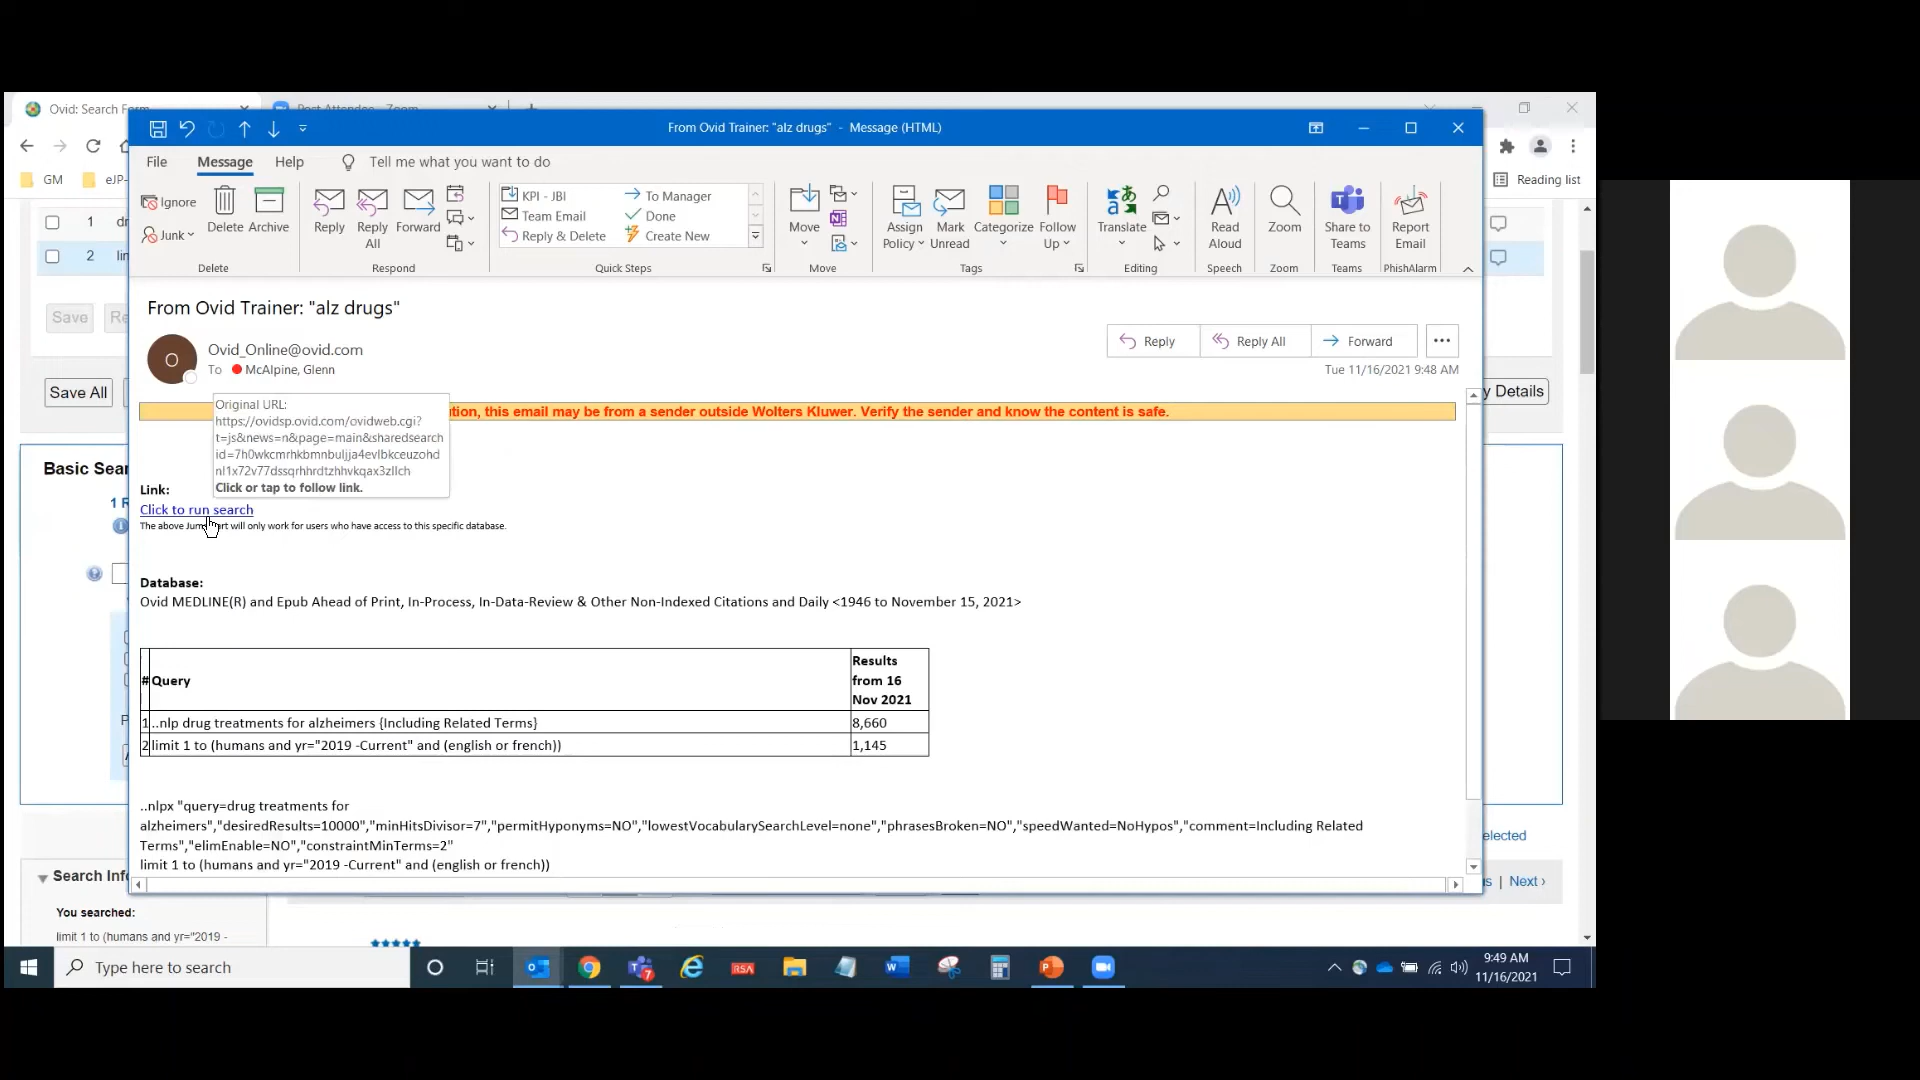 Ovid: Search Form
Post Attendee - Zoom
From Ovid Trainer: "alz drugs" - Message (HTML)
GM
eJP-
Reading list
File
Message
Help
Tell me what you want to do
Ignore
Junk
Delete
Archive
Delete
Reply
Reply All
Forward
Respond
KPI - JBI
To Manager
Team Email
Done
Reply & Delete
Create New
Quick Steps
Move
Move
Assign Policy
Mark Unread
Categorize
Follow Up
Tags
Translate
Editing
Read Aloud
Speech
Zoom
Zoom
Share to Teams
Teams
Report Email
PhishAlarm
1
2
Save
Save All
y Details
From Ovid Trainer: "alz drugs"
O
Ovid_Online@ovid.com
To McAlpine, Glenn
Reply
Reply All
Forward
Tue 11/16/2021 9:48 AM
tion, this email may be from a sender outside Wolters Kluwer. Verify the sender and know the content is safe.
Original URL:
https://ovidsp.ovid.com/ovidweb.cgi?
t=js&news=n&page=main&sharedsearch
Click or tap to follow link.
Basic Sear
Link:
Click to run search
will only work for users who have access to this specific database.
Database:
Ovid MEDLINE(R) and Epub Ahead of Print, In-Process, In-Data-Review & Other Non-Indexed Citations and Daily <1946 to November 15, 2021>
# Query Results from 16 Nov 2021
1 ..nlp drug treatments for alzheimers {Including Related Terms} 8,660
2 limit 1 to (humans and yr="2019 -Current" and (english or french)) 1,145
..nlpx "query=drug treatments for
alzheimers","desiredResults=10000","minHitsDivisor=7","permitHyponyms=NO","lowestVocabularySearchLevel=none","phrasesBroken=NO","speedWanted=NoHypos","comment=Including Related
Terms","elimEnable=NO","constraintMinTerms=2"
limit 1 to (humans and yr="2019 -Current" and (english or french))
elected
Search Info
Next ›
You searched:
limit 1 to (humans and yr="2019 -
Type here to search
RSA
7
9:49 AM
11/16/2021